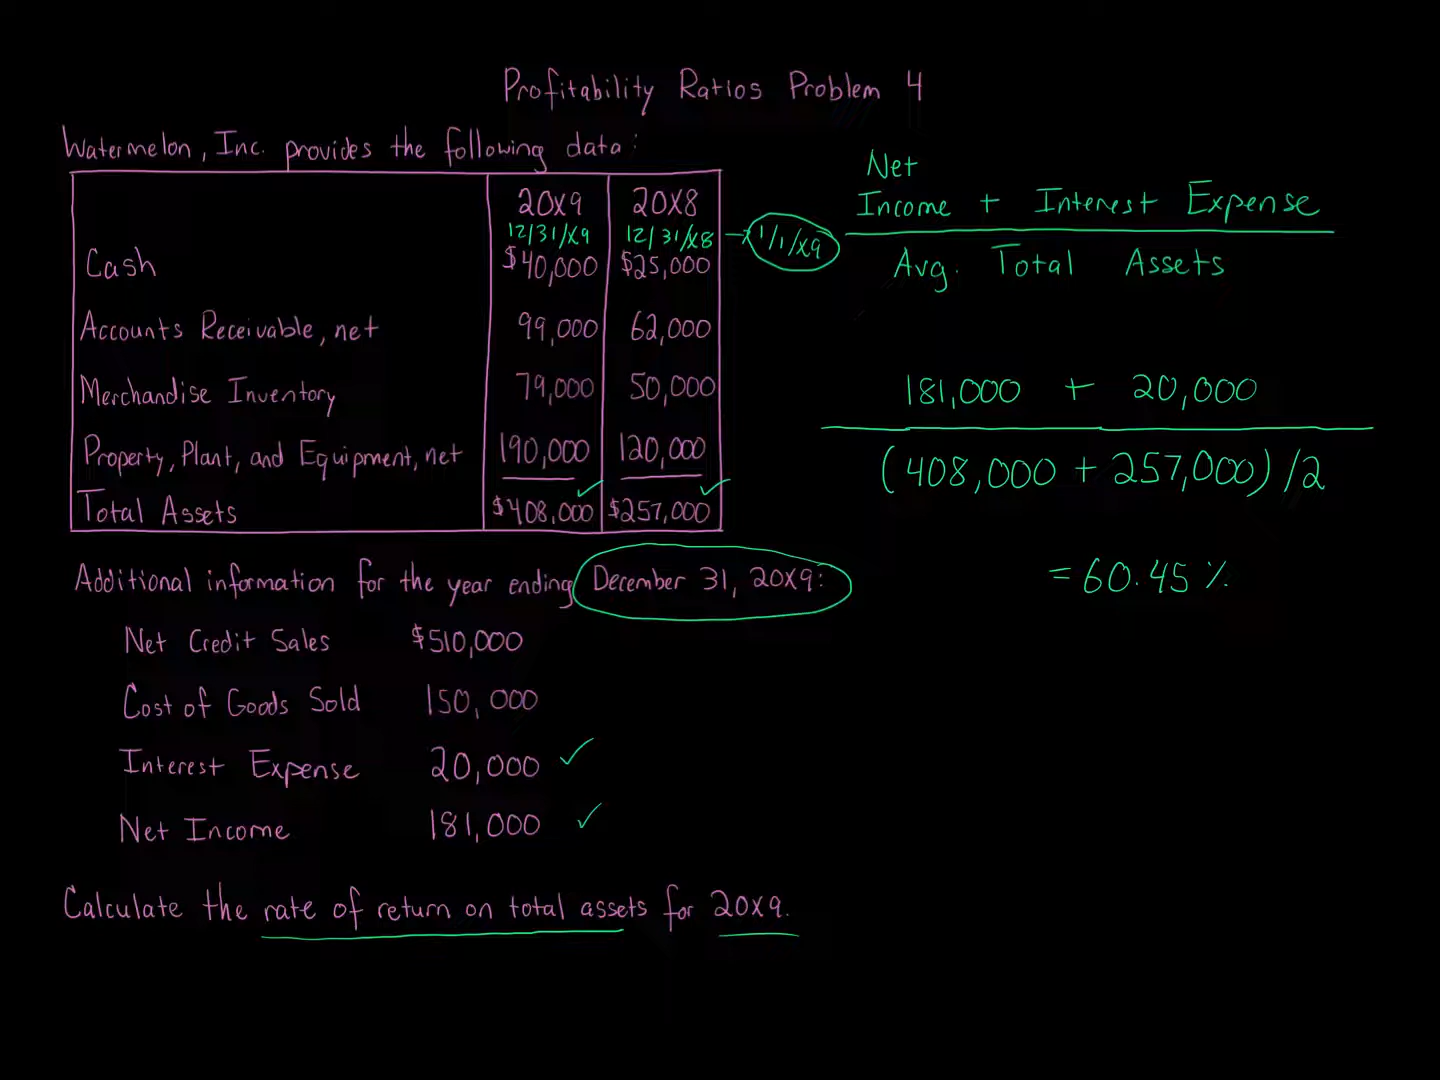 Profitability Ratios Problem 4
Watermelon, Inc. provides the following data:
20X9 20X8
12/31/X9 12/31/X8 → 1/1/X9
Cash $40,000 $25,000
Accounts Receivable, net 99,000 62,000
Merchandise Inventory 79,000 50,000
Property, Plant, and Equipment, net 190,000 120,000
Total Assets $408,000 $257,000
Additional information for the year ending December 31, 20X9:
Net Credit Sales $510,000
Cost of Goods Sold 150,000
Interest Expense 20,000 ✓
Net Income 181,000 ✓
Calculate the rate of return on total assets for 20X9.
Net
Income + Interest Expense
Avg. Total Assets
181,000 + 20,000
(408,000 + 257,000)/2
= 60.45%